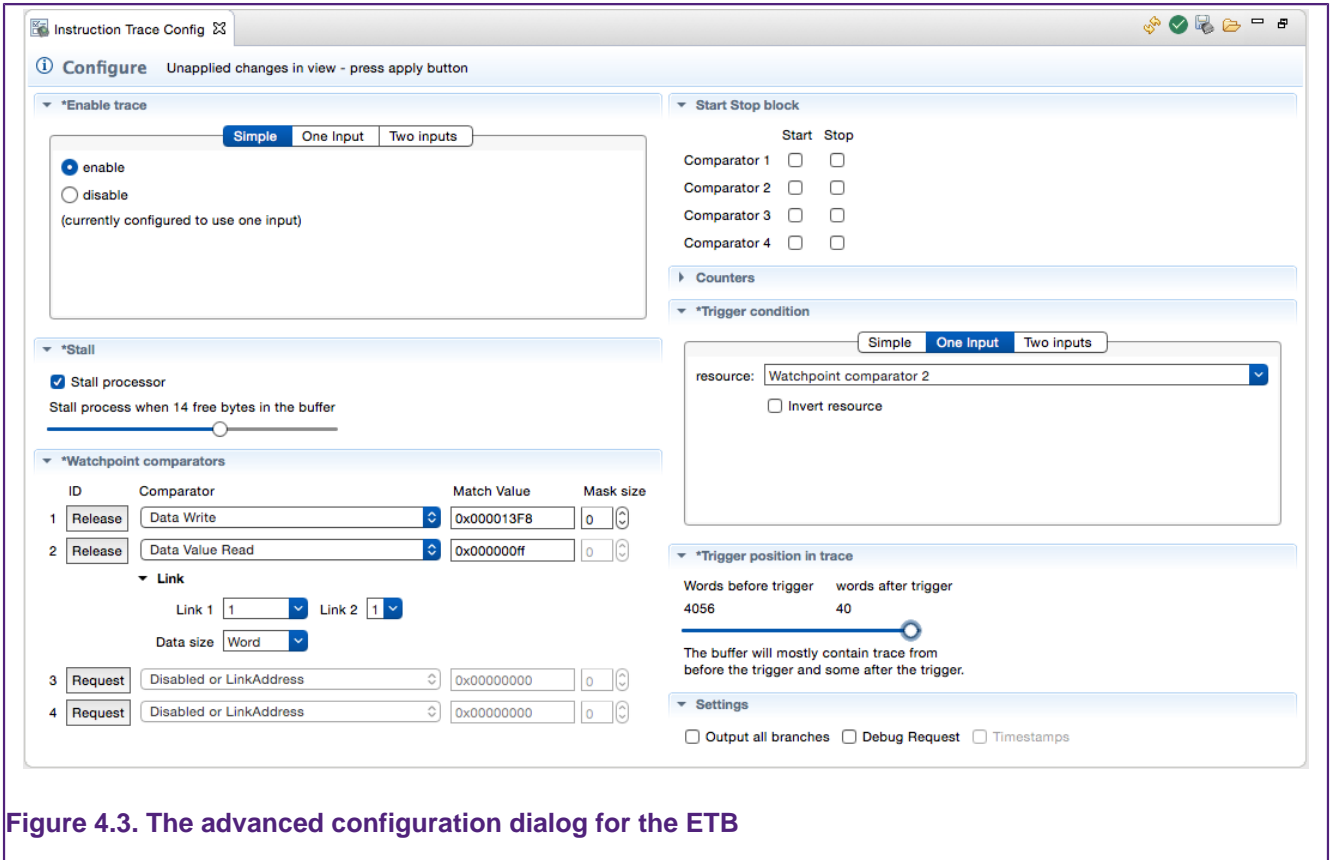 Instruction Trace Config
Configure Unapplied changes in view - press apply button
*Enable trace
Simple One Input Two inputs
enable
disable
(currently configured to use one input)
*Stall
Stall processor
Stall process when 14 free bytes in the buffer
*Watchpoint comparators
ID Comparator Match Value Mask size
1 Release Data Write 0x000013F8 0
2 Release Data Value Read 0x000000ff 0
Link
Link 1 1 Link 2 1
Data size Word
3 Request Disabled or LinkAddress 0x00000000 0
4 Request Disabled or LinkAddress 0x00000000 0
Start Stop block
Start Stop
Comparator 1
Comparator 2
Comparator 3
Comparator 4
Counters
*Trigger condition
Simple One Input Two inputs
resource: Watchpoint comparator 2
Invert resource
*Trigger position in trace
Words before trigger words after trigger
4056 40
The buffer will mostly contain trace from
before the trigger and some after the trigger.
Settings
Output all branches Debug Request Timestamps
Figure 4.3. The advanced configuration dialog for the ETB